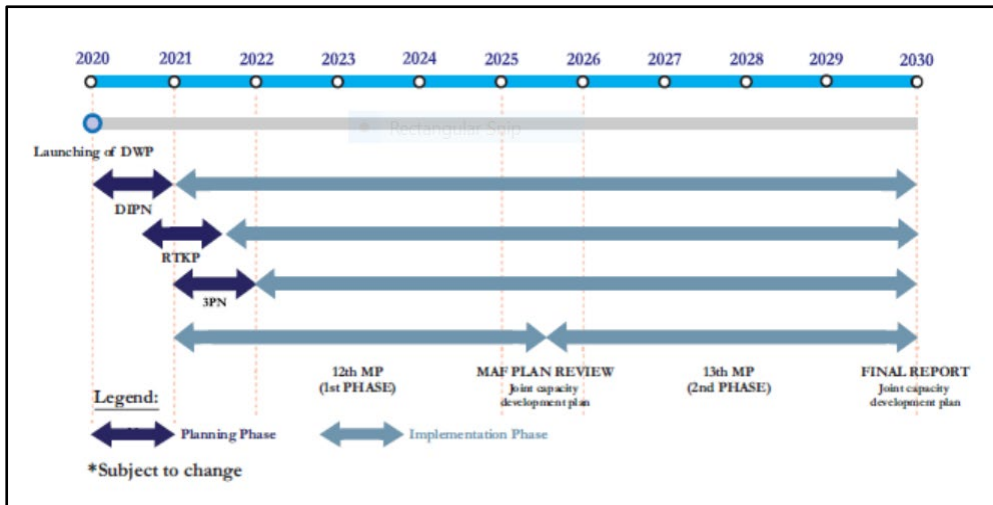 2020 2021 2022 2023 2024 2025 2026 2027 2028 2029 2030
Rectangular Snip
Launching of DWP
DIPN
RTKP
3PN
12th MP
(1st PHASE)
MAF PLAN REVIEW
Joint capacity
development plan
13th MP
(2nd PHASE)
FINAL REPORT
Joint capacity
development plan
Legend:
Planning Phase
Implementation Phase
*Subject to change